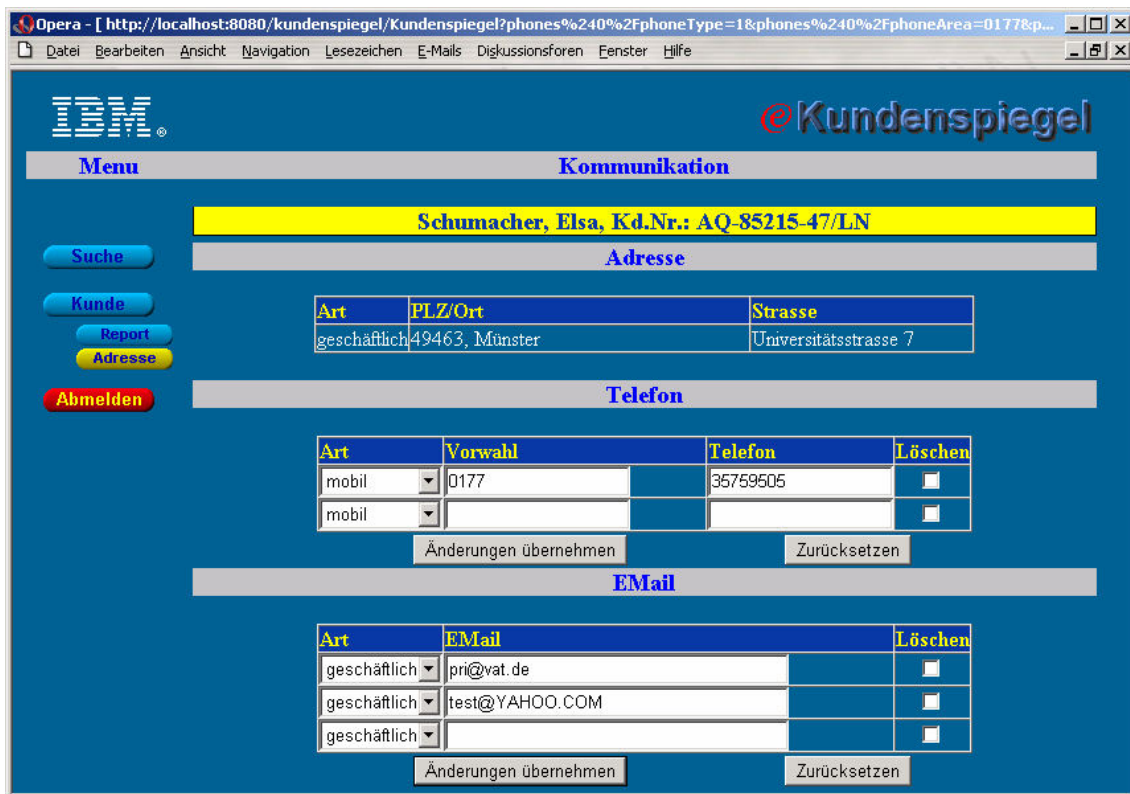 Opera - [ http://localhost:8080/kundenspiegel/Kundenspiegel?phones%240%2FphoneType=1&phones%240%2FphoneArea=0177&p...
Datei Bearbeiten Ansicht Navigation Lesezeichen E-Mails Diskussionsforen Fenster Hilfe
IBM® eKundenspiegel
Menu Kommunikation
Schumacher, Elsa, Kd.Nr.: AQ-85215-47/LN
Suche Adresse
Kunde
Art PLZ/Ort Strasse
Report
geschäftlich 49463, Münster Universitätsstrasse 7
Adresse
Abmelden Telefon
Art Vorwahl Telefon Löschen
mobil 0177 35759505
mobil
Änderungen übernehmen Zurücksetzen
EMail
Art EMail Löschen
geschäftlich pri@vat.de
geschäftlich test@YAHOO.COM
geschäftlich
Änderungen übernehmen Zurücksetzen